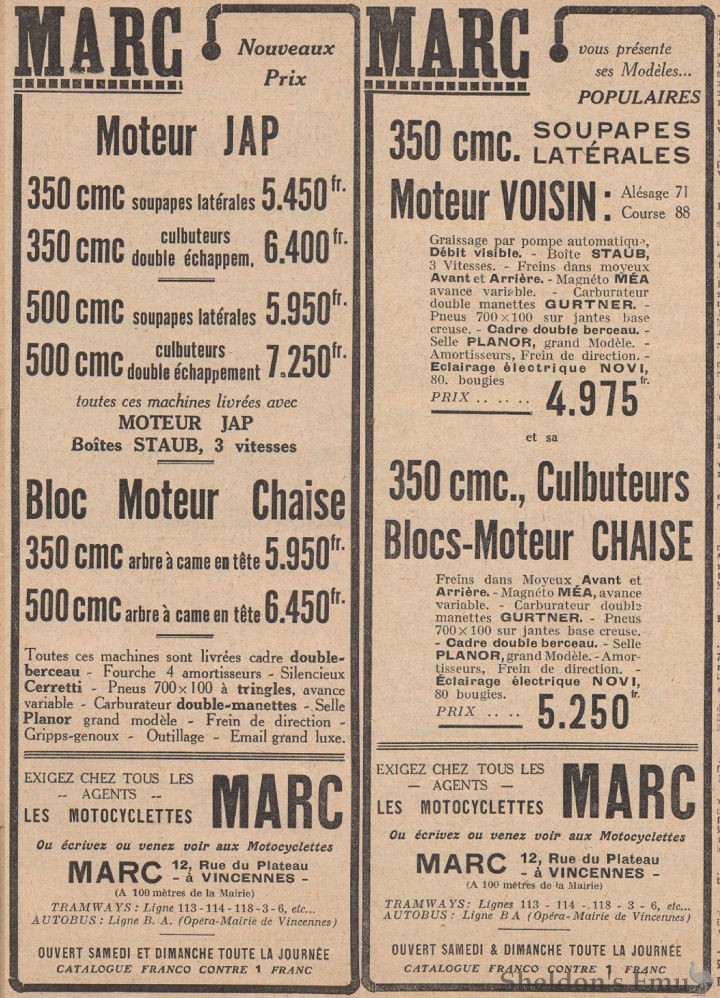 MARC
Nouveaux
Prix
Moteur JAP
350 cmc soupapes latérales 5.450 fr.
350 cmc culbuteurs double échappem. 6.400 fr.
500 cmc soupapes latérales 5.950 fr.
500 cmc culbuteurs double échappement 7.250 fr.
toutes ces machines livrées avec
MOTEUR JAP
Boîtes STAUB, 3 vitesses
Bloc Moteur Chaise
350 cmc arbre à came en tête 5.950 fr.
500 cmc arbre à came en tête 6.450 fr.
Toutes ces machines sont livrées cadre double-
berceau - Fourche 4 amortisseurs - Silencieux
Cerretti - Pneus 700×100 à tringles, avance
variable - Carburateur double-manettes - Selle
Planor grand modèle - Frein de direction -
Gripps-genoux - Outillage - Email grand luxe.
EXIGEZ CHEZ TOUS LES
-- AGENTS --
LES MOTOCYCLETTES
MARC
Ou écrivez ou venez voir aux Motocyclettes
MARC 12, Rue du Plateau
- à VINCENNES -
(A 100 mètres de la Mairie)
TRAMWAYS: Ligne 113-114-118-3-6, etc...
AUTOBUS: Ligne B. A. (Opéra-Mairie de Vincennes)
OUVERT SAMEDI ET DIMANCHE TOUTE LA JOURNÉE
CATALOGUE FRANCO CONTRE 1 FRANC
MARC
vous présente
ses Modèles...
POPULAIRES
350 cmc. SOUPAPES
LATÉRALES
Moteur VOISIN : Alésage 71
Course 88
Graissage par pompe automatique,
Débit visible. - Boîte STAUB,
3 Vitesses. - Freins dans moyeux
Avant et Arrière. - Magnéto MÉA
avance variable. - Carburateur
double manettes GURTNER. -
Pneus 700×100 sur jantes base
creuse. - Cadre double berceau. -
Selle PLANOR, grand Modèle. -
Amortisseurs, Frein de direction. -
Eclairage électrique NOVI,
80. bougies
PRIX .. .. .. 4.975 fr.
et sa
350 cmc., Culbuteurs
Blocs-Moteur CHAISE
Freins dans Moyeux Avant et
Arrière. - Magnéto MÉA, avance
variable. - Carburateur double
manettes GURTNER. - Pneus
700×100 sur jantes base creuse.
- Cadre double berceau. - Selle
PLANOR, grand Modèle. - Amor-
tisseurs, Frein de direction. -
Éclairage électrique NOVI,
80 bougies.
PRIX .. .. 5.250 fr.
EXIGEZ CHEZ TOUS LES
— AGENTS —
LES MOTOCYCLETTES
MARC
Ou écrivez ou venez voir aux Motocyclettes
MARC 12, Rue du Plateau
- à VINCENNES -
(A 100 mètres de la Mairie)
TRAMWAYS: Lignes 113 - 114 - 118 - 3 - 6, etc...
AUTOBUS: Ligne B A (Opéra-Mairie de Vincennes)
OUVERT SAMEDI & DIMANCHE TOUTE LA JOURNÉE
CATALOGUE FRANCO CONTRE 1 FRANC
Sheldon's Emu